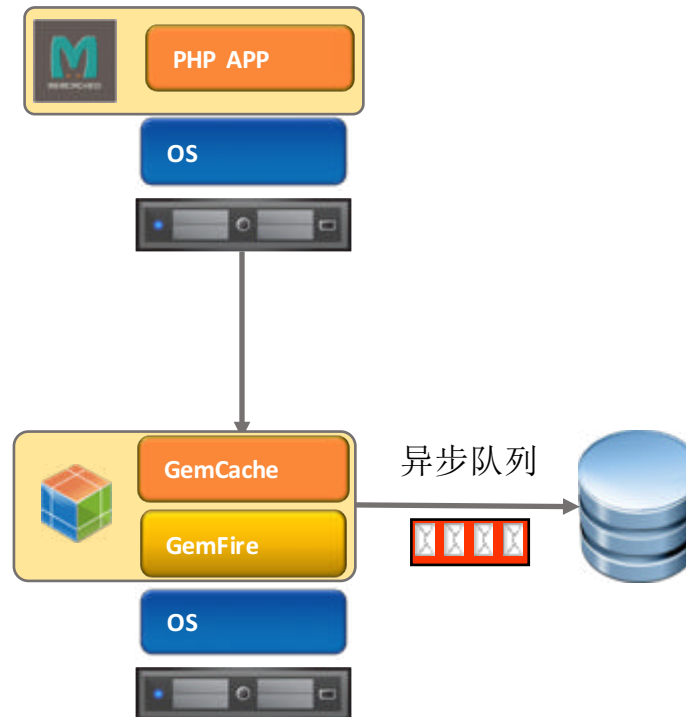 PHP APP
OS
GemCache
异步队列
GemFire
OS